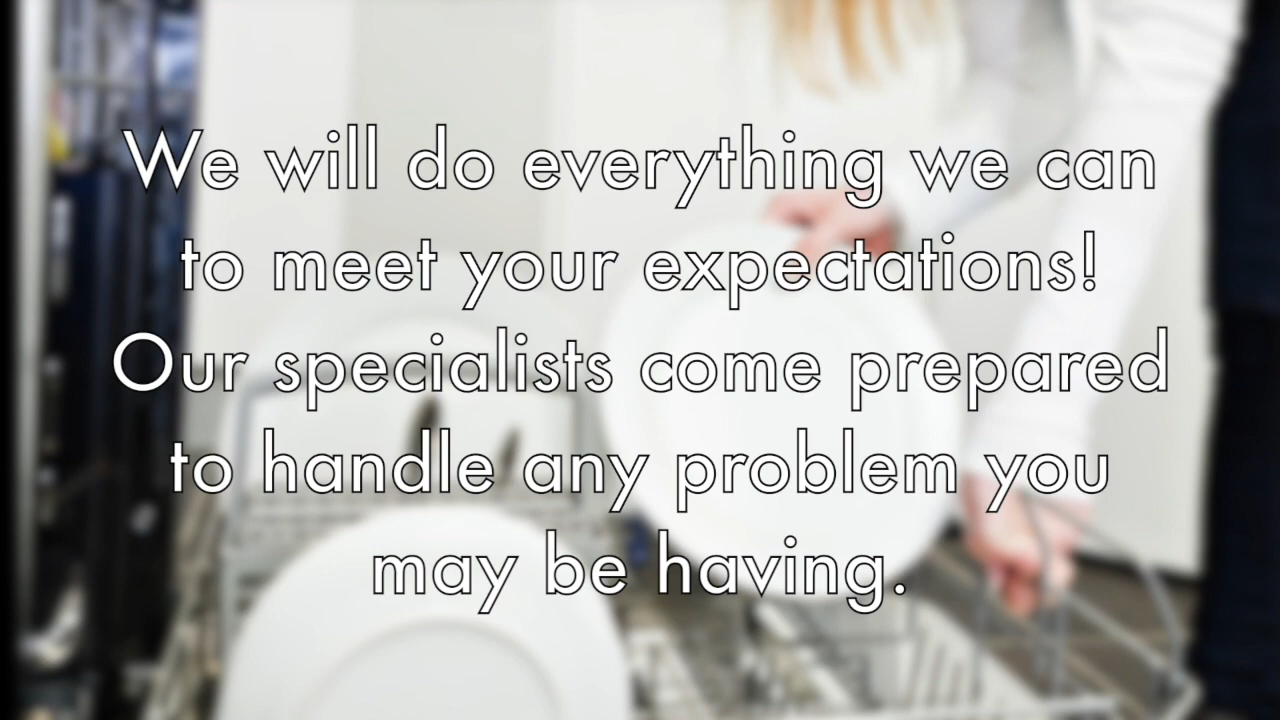 We will do everything we can
to meet your expectations!
Our specialists come prepared
to handle any problem you
may be having.